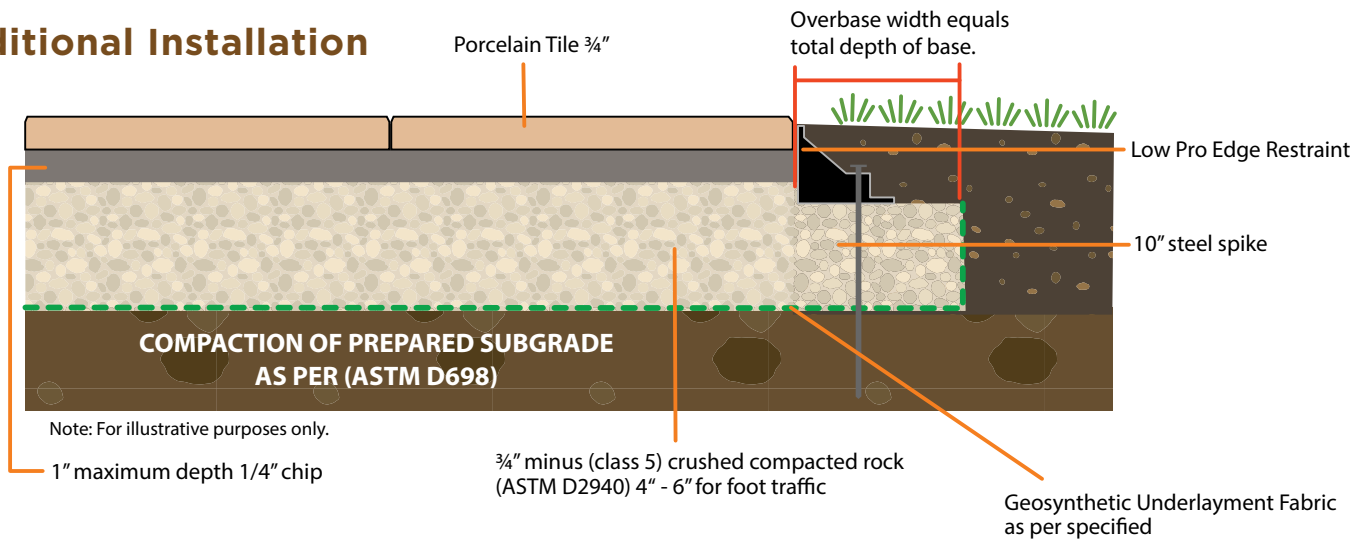 Installation
Porcelain Tile ¾”
Overbase width equals
total depth of base.
Low Pro Edge Restraint
10” steel spike
COMPACTION OF PREPARED SUBGRADE
AS PER (ASTM D698)
Note: For illustrative purposes only.
1” maximum depth 1/4” chip
¾” minus (class 5) crushed compacted rock
(ASTM D2940) 4“ - 6” for foot traffic
Geosynthetic Underlayment Fabric
as per specified